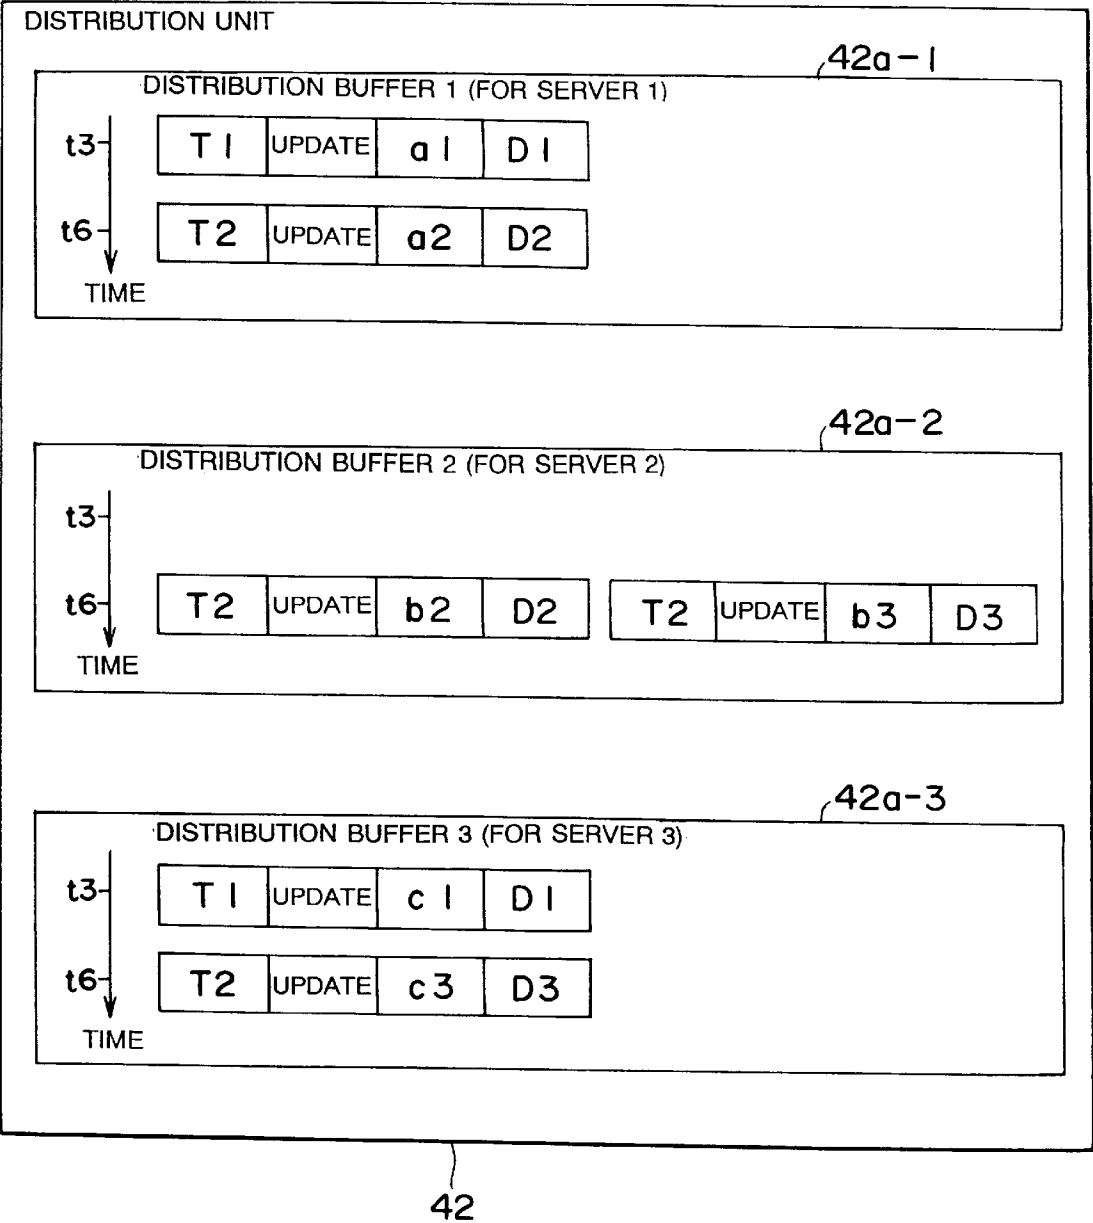 DISTRIBUTION UNIT
42a-1
DISTRIBUTION BUFFER 1 (FOR SERVER 1)
t3 T1 UPDATE a1 D1
t6 T2 UPDATE a2 D2
TIME
42a-2
DISTRIBUTION BUFFER 2 (FOR SERVER 2)
t3
t6 T2 UPDATE b2 D2 T2 UPDATE b3 D3
TIME
42a-3
DISTRIBUTION BUFFER 3 (FOR SERVER 3)
t3 T1 UPDATE c1 D1
t6 T2 UPDATE c3 D3
TIME
42